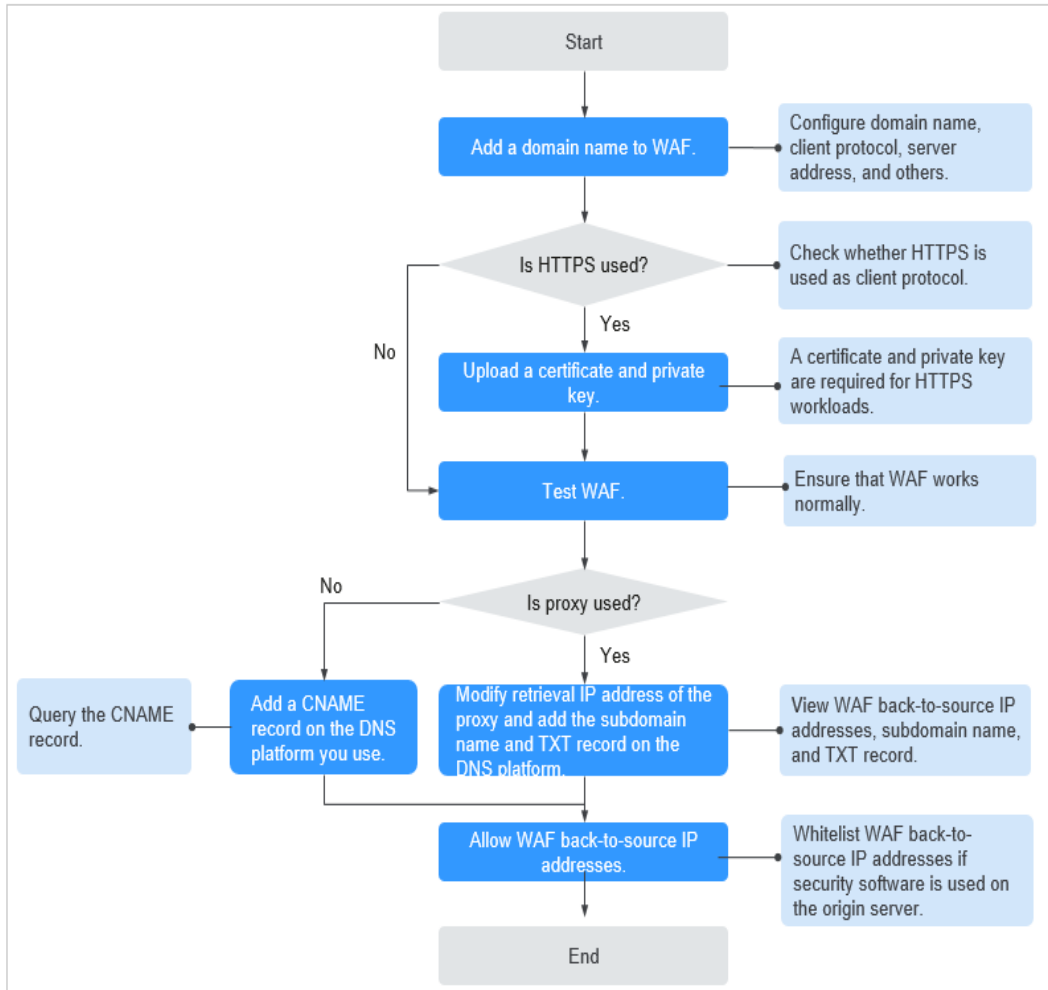 Start
Add a domain name to WAF.
Configure domain name,
client protocol, server
address, and others.
Is HTTPS used?
Check whether HTTPS is
used as client protocol.
Yes
No
Upload a certificate and private
key.
A certificate and private key
are required for HTTPS
workloads.
Test WAF.
Ensure that WAF works
normally.
No
Is proxy used?
Yes
Query the CNAME
record.
Add a CNAME
record on the DNS
platform you use.
Modify retrieval IP address of the
proxy and add the subdomain
name and TXT record on the
DNS platform.
View WAF back-to-source IP
addresses, subdomain name,
and TXT record.
Allow WAF back-to-source IP
addresses.
Whitelist WAF back-to-
source IP addresses if
security software is used on
the origin server.
End